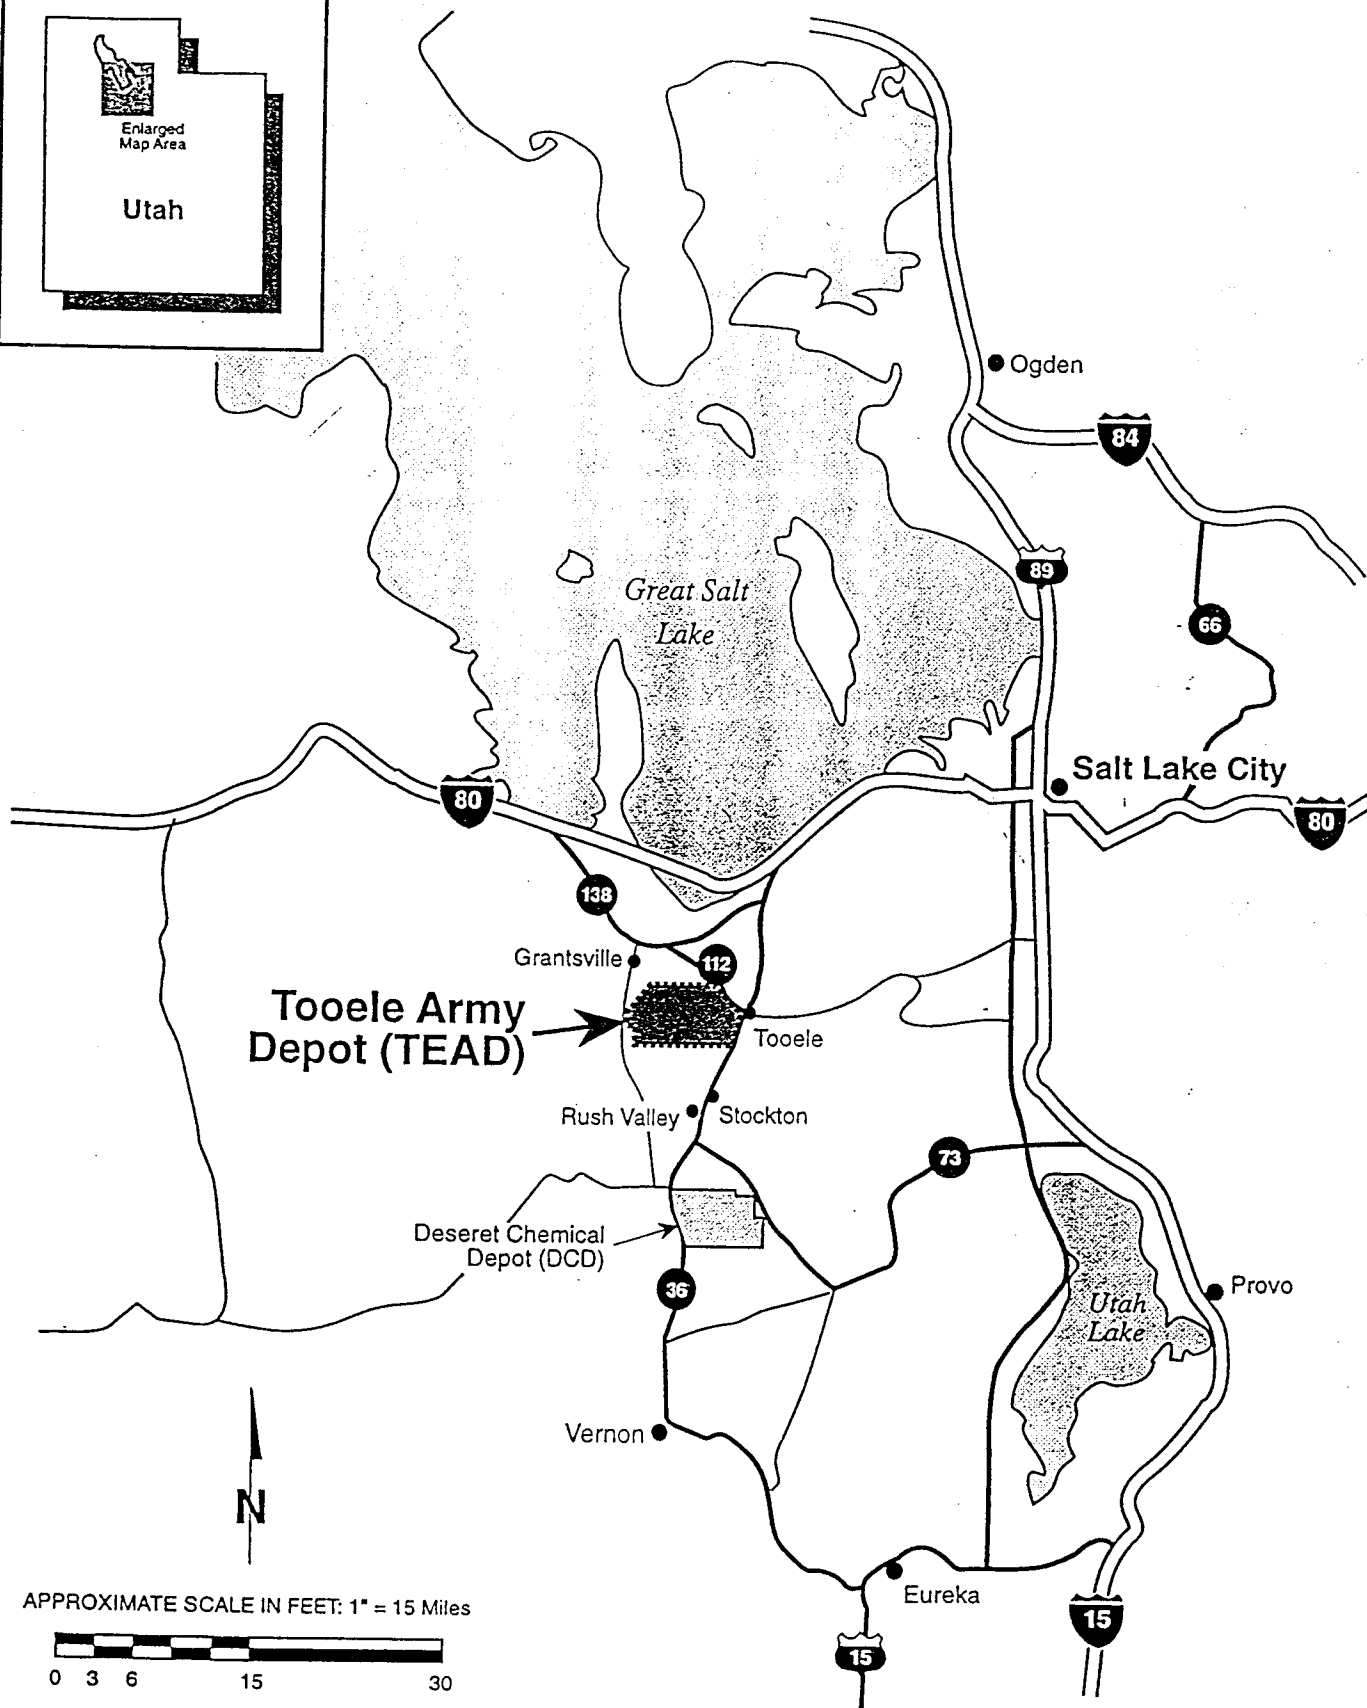 Enlarged
Map Area
Utah
Ogden
84
89
Great Salt
Lake
66
Salt Lake City
80
80
138
Grantsville
112
Tooele Army
Depot (TEAD)
Tooele
Rush Valley
Stockton
73
Deseret Chemical
Depot (DCD)
36
Provo
Utah
Lake
Vernon
N
APPROXIMATE SCALE IN FEET: 1" = 15 Miles
0 3 6 15 30
Eureka
15
15